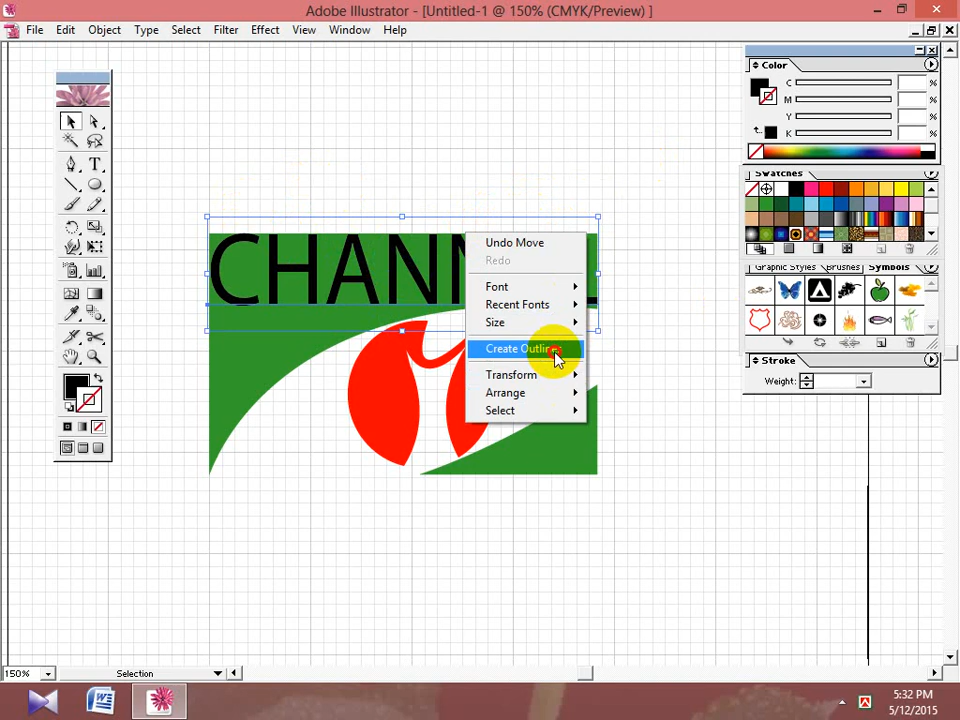 Adobe Illustrator - [Untitled-1 @ 150% (CMYK/Preview) ]
File Edit Object Type Select Filter Effect View Window Help
Color
C %
M %
Y %
K %
Swatches
Graphic Styles Brushes Symbols
Stroke
Weight:
CHANN
Undo Move
Redo
Font
Recent Fonts
Size
Create Outlin
Transform
Arrange
Select
150% Selection
5:32 PM
5/12/2015